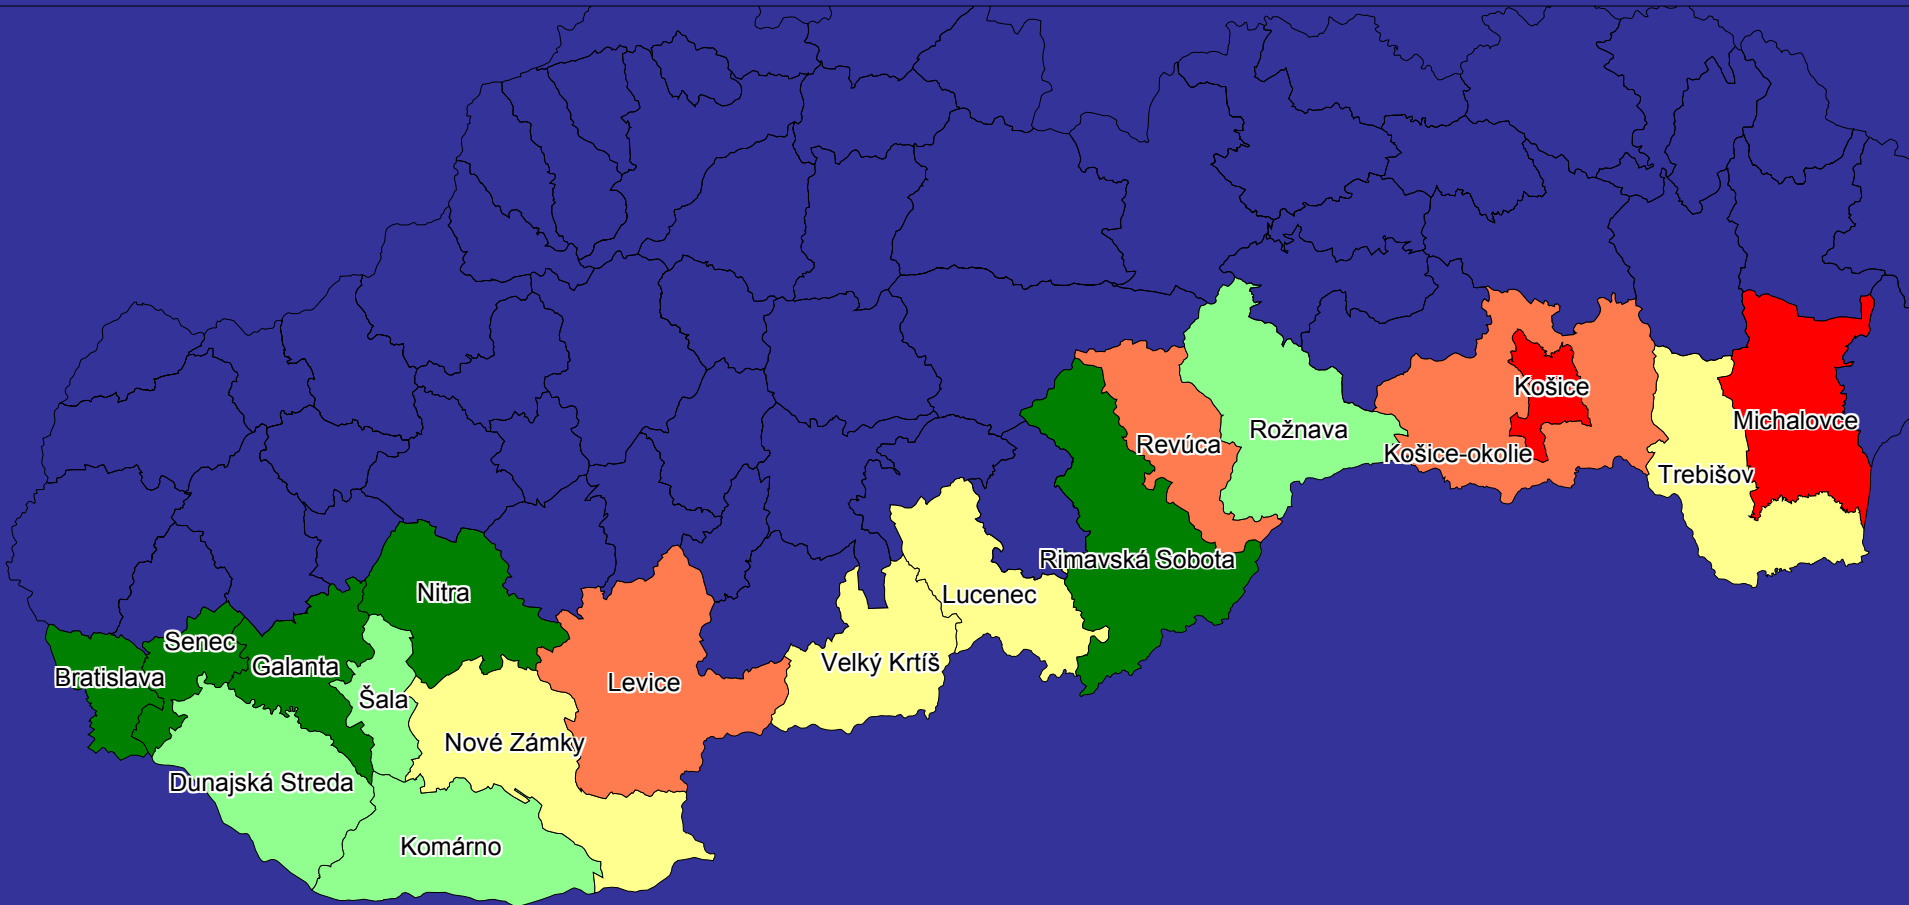 Košice
Michalovce
Rožnava
Revúca
Košice-okolie
Trebišov
Rimavská Sobota
Nitra
Lucenec
Senec
Galanta
Velký Krtíš
Bratislava
Levice
Šala
Nové Zámky
Dunajská Streda
Komárno